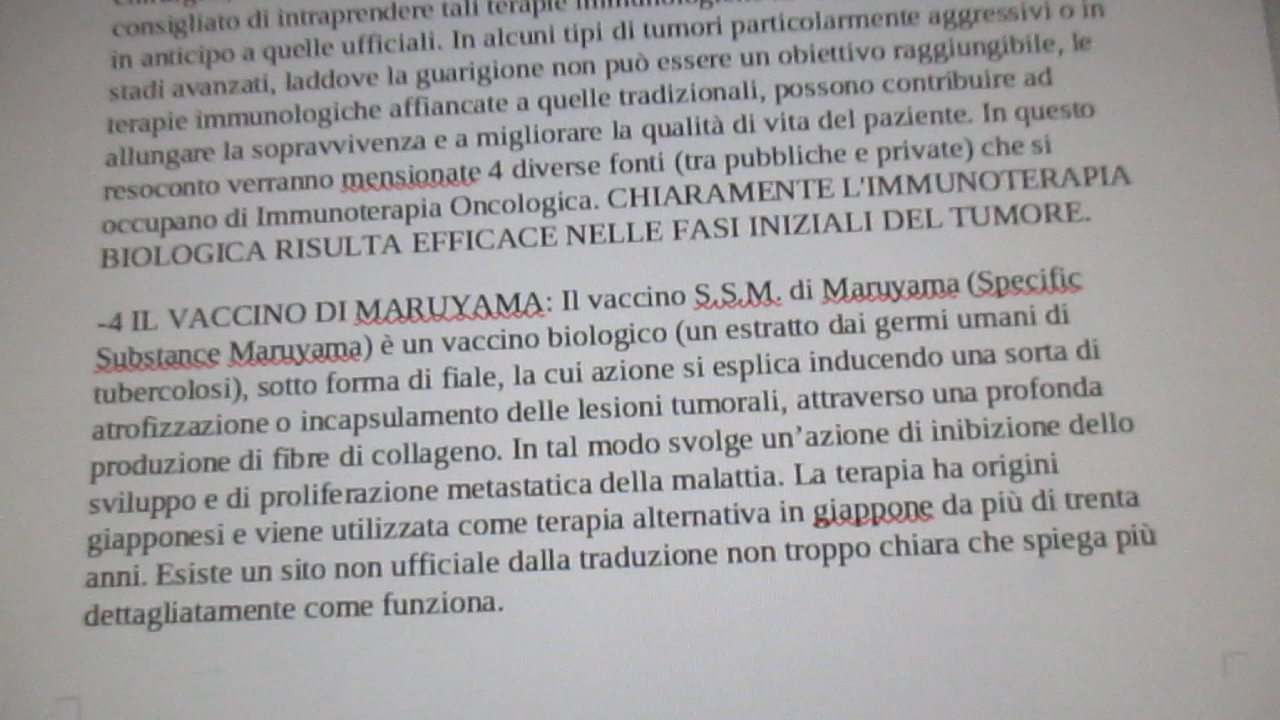 consigliato di intraprendere tali terapie
in anticipo a quelle ufficiali. In alcuni tipi di tumori particolarmente aggressivi o in
stadi avanzati, laddove la guarigione non può essere un obiettivo raggiungibile, le
terapie immunologiche affiancate a quelle tradizionali, possono contribuire ad
allungare la sopravvivenza e a migliorare la qualità di vita del paziente. In questo
resoconto verranno mensionate 4 diverse fonti (tra pubbliche e private) che si
occupano di Immunoterapia Oncologica. CHIARAMENTE L'IMMUNOTERAPIA
BIOLOGICA RISULTA EFFICACE NELLE FASI INIZIALI DEL TUMORE.
-4 IL VACCINO DI MARUYAMA: Il vaccino S.S.M. di Maruyama (Specific
Substance Maruyama) è un vaccino biologico (un estratto dai germi umani di
tubercolosi), sotto forma di fiale, la cui azione si esplica inducendo una sorta di
atrofizzazione o incapsulamento delle lesioni tumorali, attraverso una profonda
produzione di fibre di collageno. In tal modo svolge un’azione di inibizione dello
sviluppo e di proliferazione metastatica della malattia. La terapia ha origini
giapponesi e viene utilizzata come terapia alternativa in giappone da più di trenta
anni. Esiste un sito non ufficiale dalla traduzione non troppo chiara che spiega più
dettagliatamente come funziona.